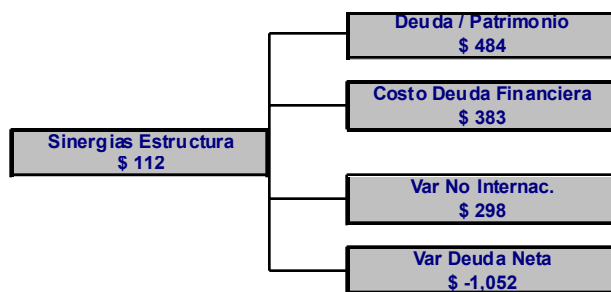 Deuda / Patrimonio
$ 484
Costo Deuda Financiera
$ 383
Sinergias Estructura
$ 112
Var No Internac.
$ 298
Var Deuda Neta
$ -1,052